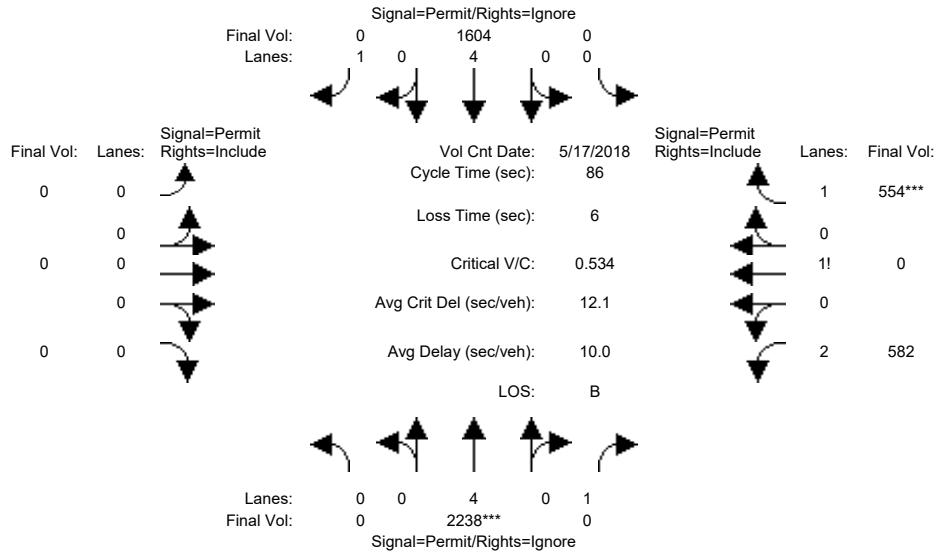 Signal=Permit/Rights=Ignore
Final Vol: 0 1604 0
Lanes: 1 0 4 0 0
Signal=Permit Signal=Permit
Final Vol: Lanes: Rights=Include Vol Cnt Date: 5/17/2018 Rights=Include Lanes: Final Vol:
Cycle Time (sec): 86
0 0 1 554***
Loss Time (sec): 6
0 0
0 0 Critical V/C: 0.534 1! 0
0 Avg Crit Del (sec/veh): 12.1 0
0 0 Avg Delay (sec/veh): 10.0 2 582
LOS: B
Lanes: 0 0 4 0 1
Final Vol: 0 2238*** 0
Signal=Permit/Rights=Ignore